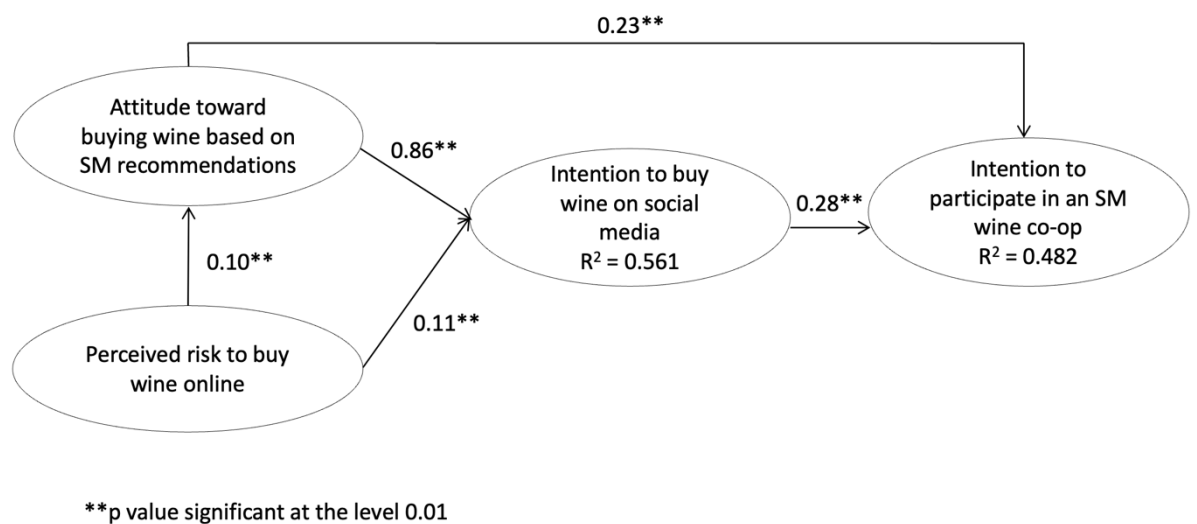 0.23**
Attitude toward
buying wine based on
SM recommendations
0.86**
Intention to buy
wine on social
media
R² = 0.561
0.28**
Intention to
participate in an SM
wine co-op
R² = 0.482
0.10**
0.11**
Perceived risk to buy
wine online
**p value significant at the level 0.01